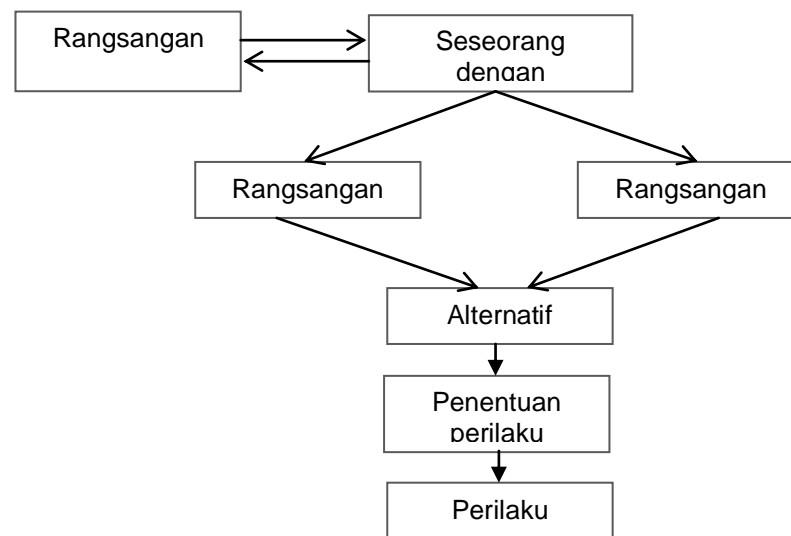 Rangsangan
Seseorang
dengan
Rangsangan
Rangsangan
Alternatif
Penentuan
perilaku
Perilaku